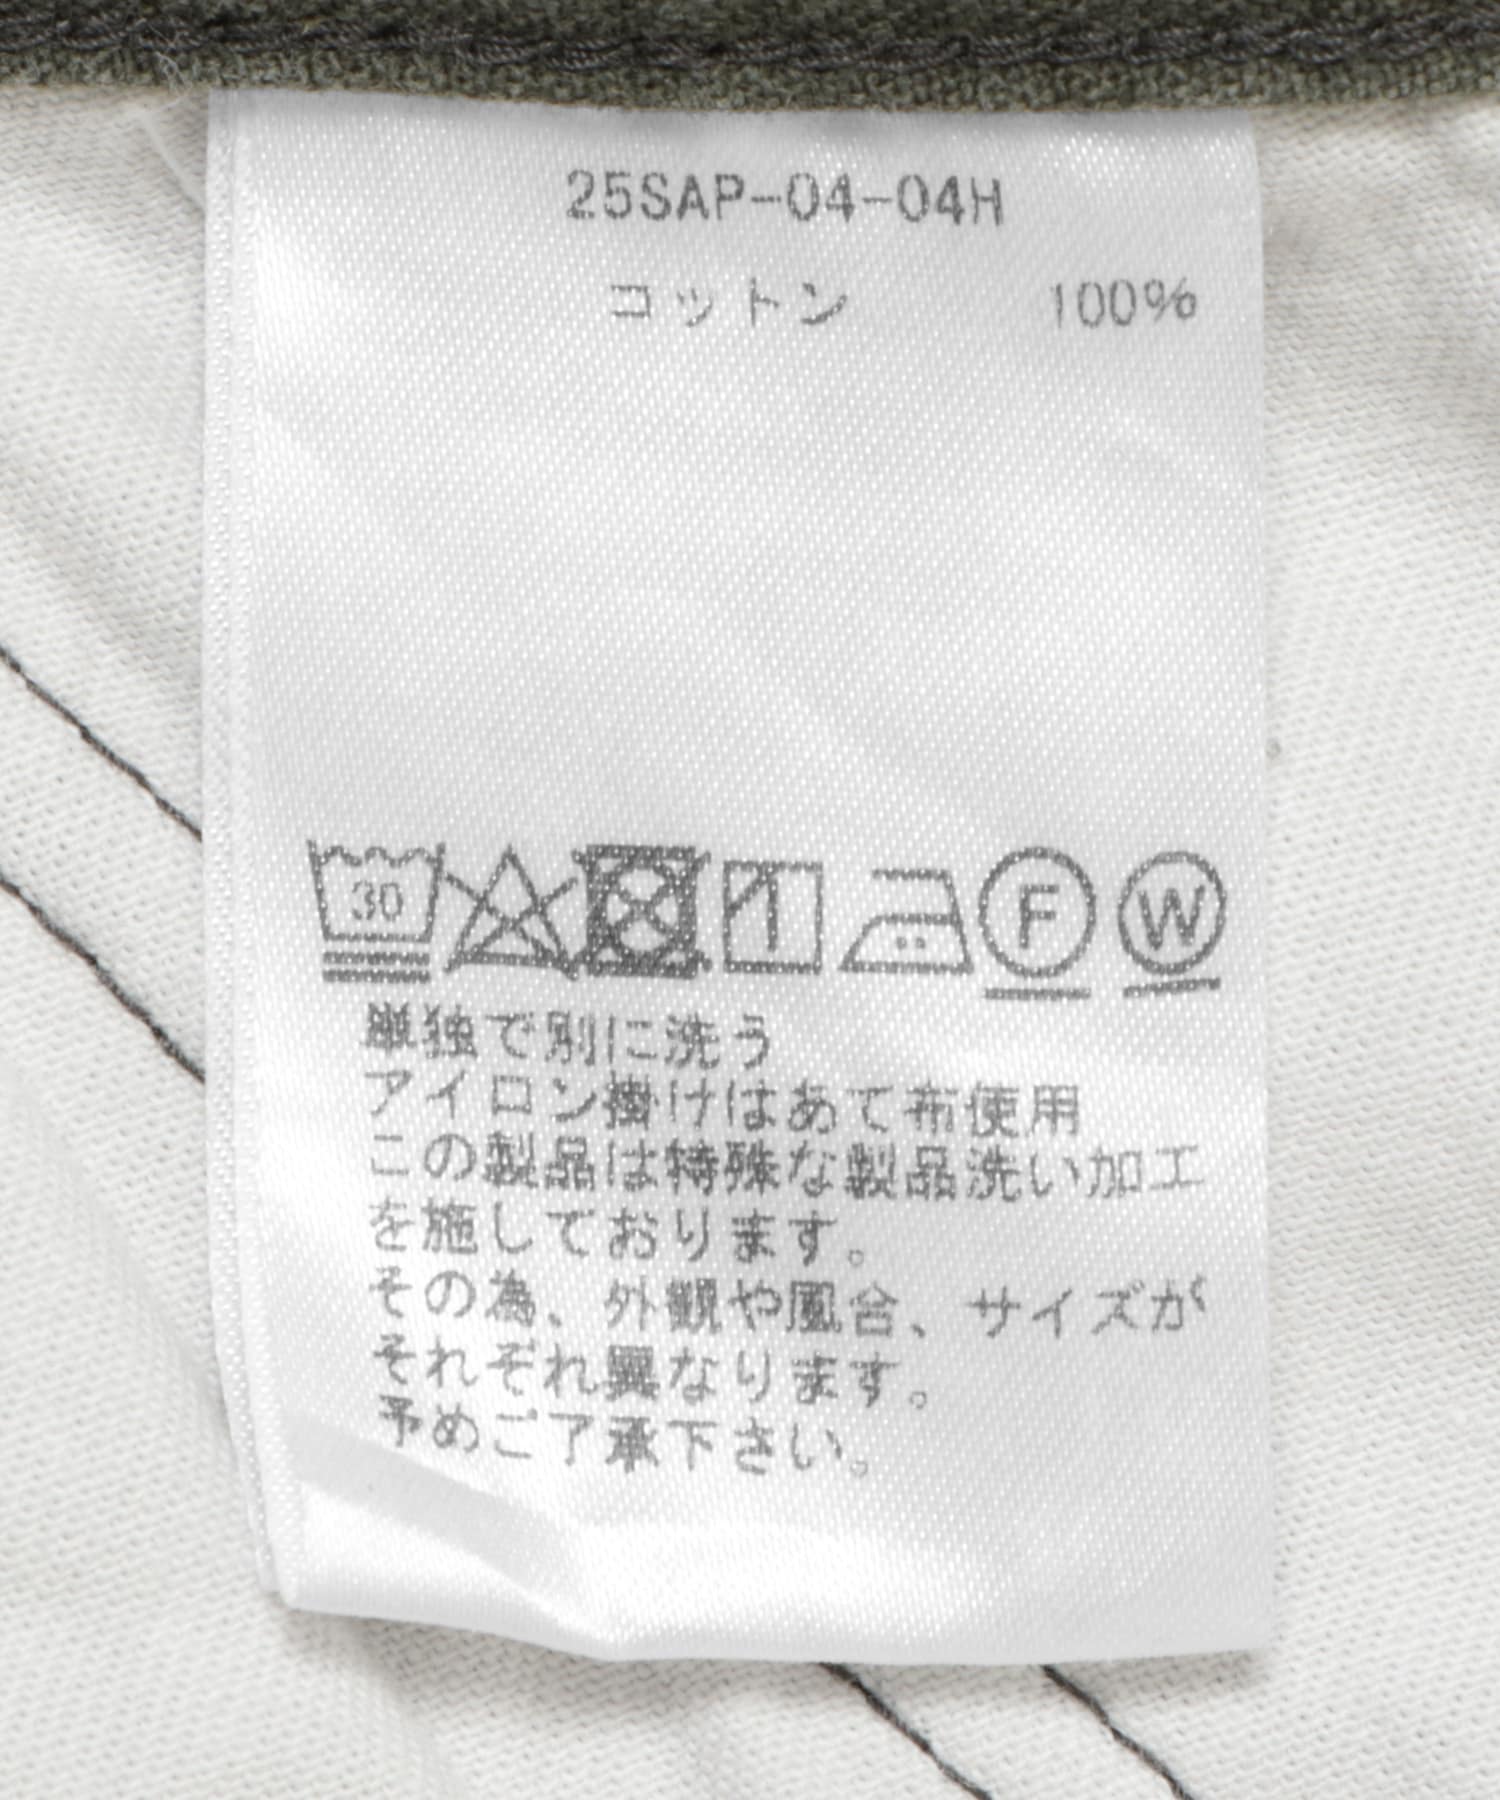 25SAP-04-04H
コットン 100%
30
F W
単独で別に洗う
アイロン掛けはあて布使用
この製品は特殊な製品洗い加工
を施しております。
その為、外観や風合、サイズが
それぞれ異なります。
予めご了承下さい。